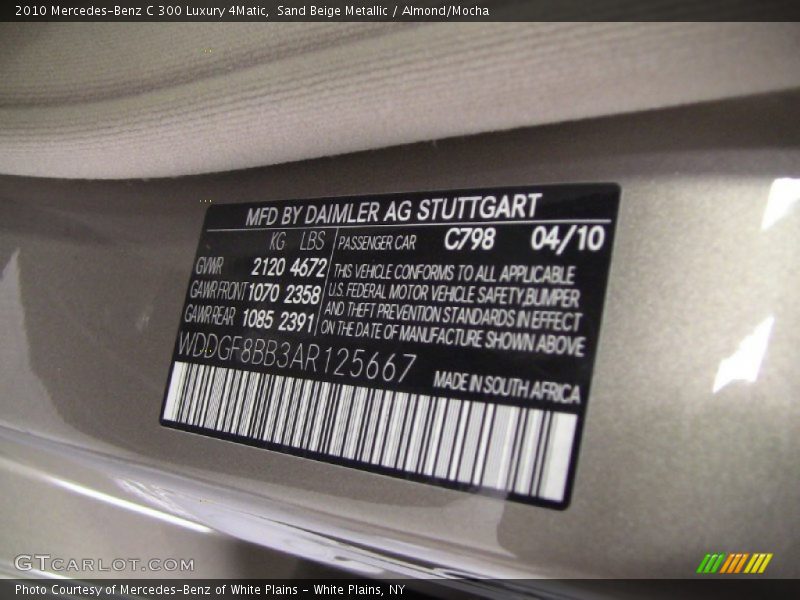 2010 Mercedes-Benz C 300 Luxury 4Matic, Sand Beige Metallic / Almond/Mocha
MFD BY DAIMLER AG STUTTGART
KG LBS
GVWR 2120 4672
GAWR FRONT 1070 2358
GAWR REAR 1085 2391
PASSENGER CAR C798 04/10
THIS VEHICLE CONFORMS TO ALL APPLICABLE
U.S. FEDERAL MOTOR VEHICLE SAFETY,BUMPER
AND THEFT PREVENTION STANDARDS IN EFFECT
ON THE DATE OF MANUFACTURE SHOWN ABOVE
WDDGF8BB3AR125667
MADE IN SOUTH AFRICA
GTCARLOT.COM
Photo Courtesy of Mercedes-Benz of White Plains - White Plains, NY